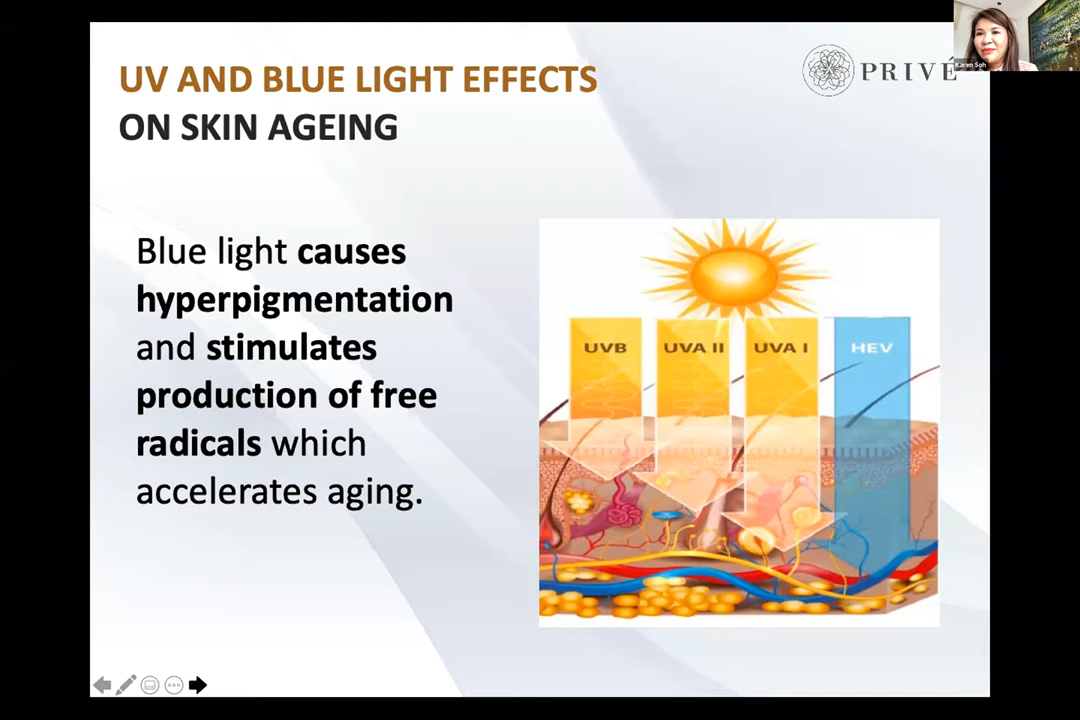 UV AND BLUE LIGHT EFFECTS
ON SKIN AGEING
PRIVÉ
Karen Soh
Blue light causes
hyperpigmentation
and stimulates
production of free
radicals which
accelerates aging.
UVB
UVA II
UVA I
HEV